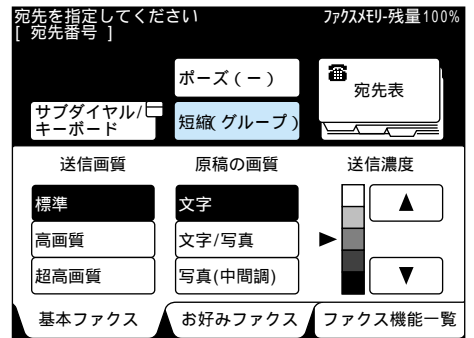 宛先を指定してください
ファクスメモリー残量100%
[ 宛先番号 ]
ポーズ(ー)
宛先表
サブダイヤル/
キーボード
短縮(グループ)
送信画質
原稿の画質
送信濃度
標準
文字
高画質
文字/写真
超高画質
写真(中間調)
基本ファクス
お好みファクス
ファクス機能一覧